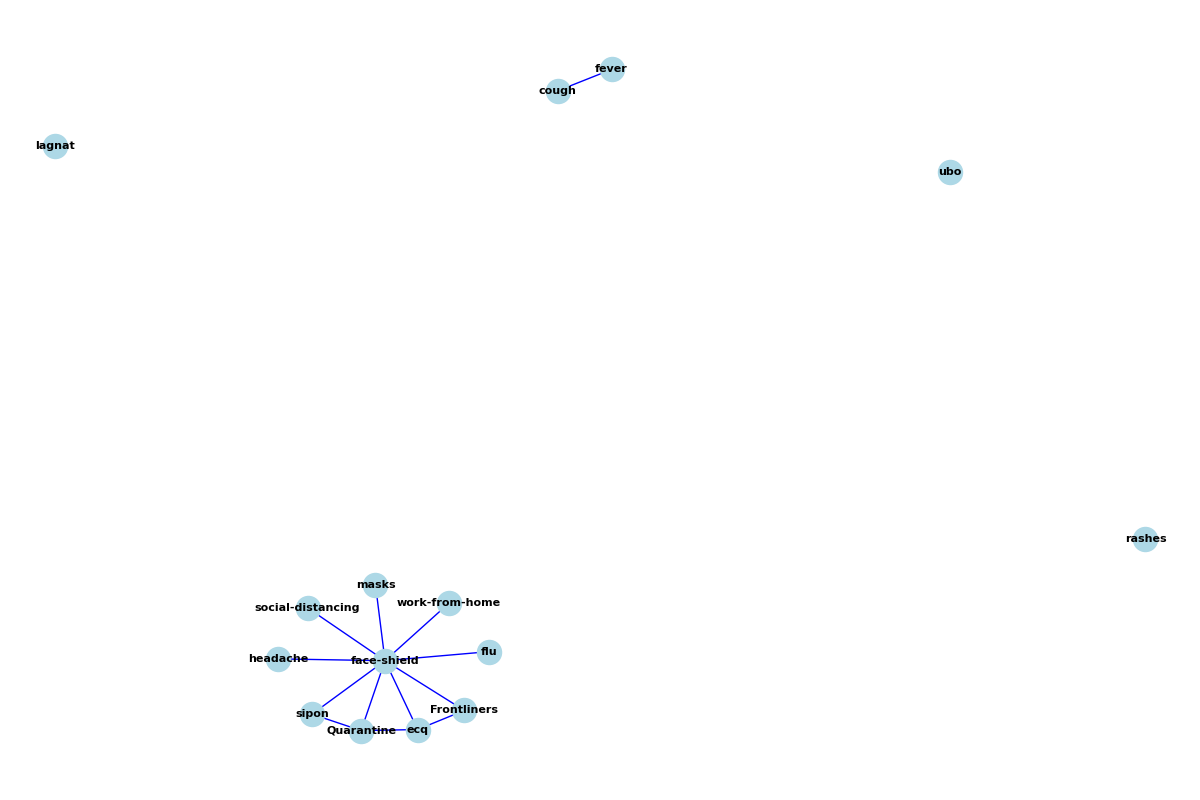 fever
cough
lagnat
ubo
rashes
masks
work-from-home
social-distancing
flu
headache
face-shield
Frontliners
sipon
Quarantine
ecq